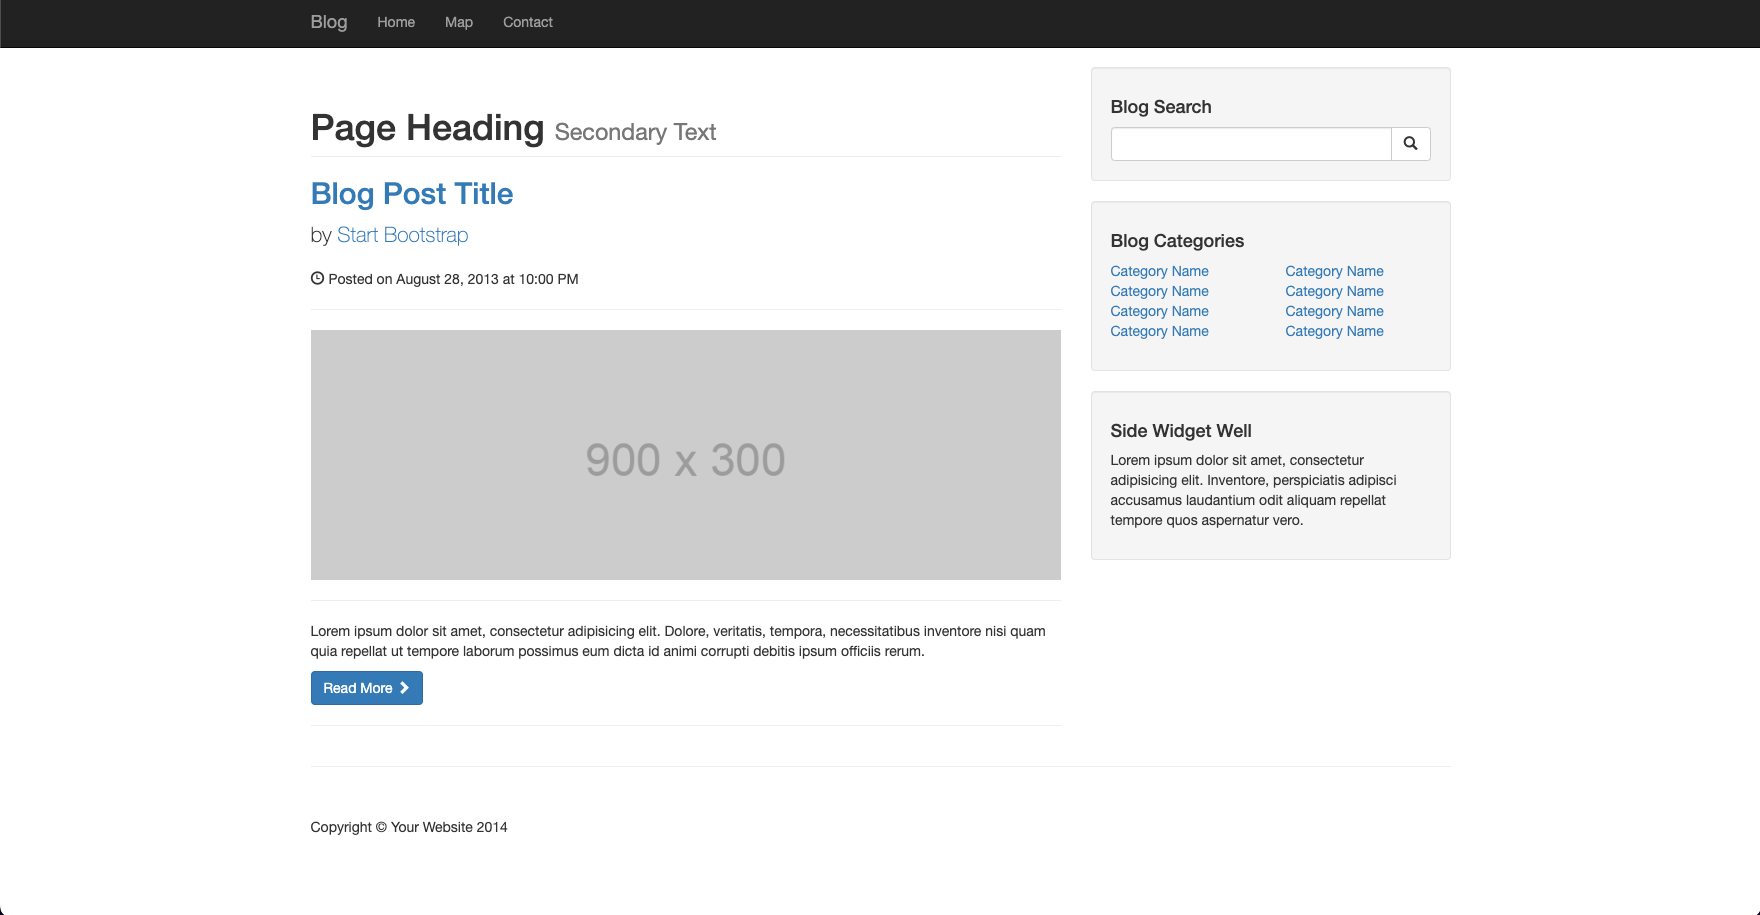 Blog Home Map Contact
Page Heading Secondary Text
Blog Post Title
by Start Bootstrap
Posted on August 28, 2013 at 10:00 PM
900 x 300
Lorem ipsum dolor sit amet, consectetur adipisicing elit. Dolore, veritatis, tempora, necessitatibus inventore nisi quam
quia repellat ut tempore laborum possimus eum dicta id animi corrupti debitis ipsum officiis rerum.
Read More
Blog Search
Blog Categories
Category Name Category Name
Category Name Category Name
Category Name Category Name
Category Name Category Name
Side Widget Well
Lorem ipsum dolor sit amet, consectetur
adipisicing elit. Inventore, perspiciatis adipisci
accusamus laudantium odit aliquam repellat
tempore quos aspernatur vero.
Copyright © Your Website 2014